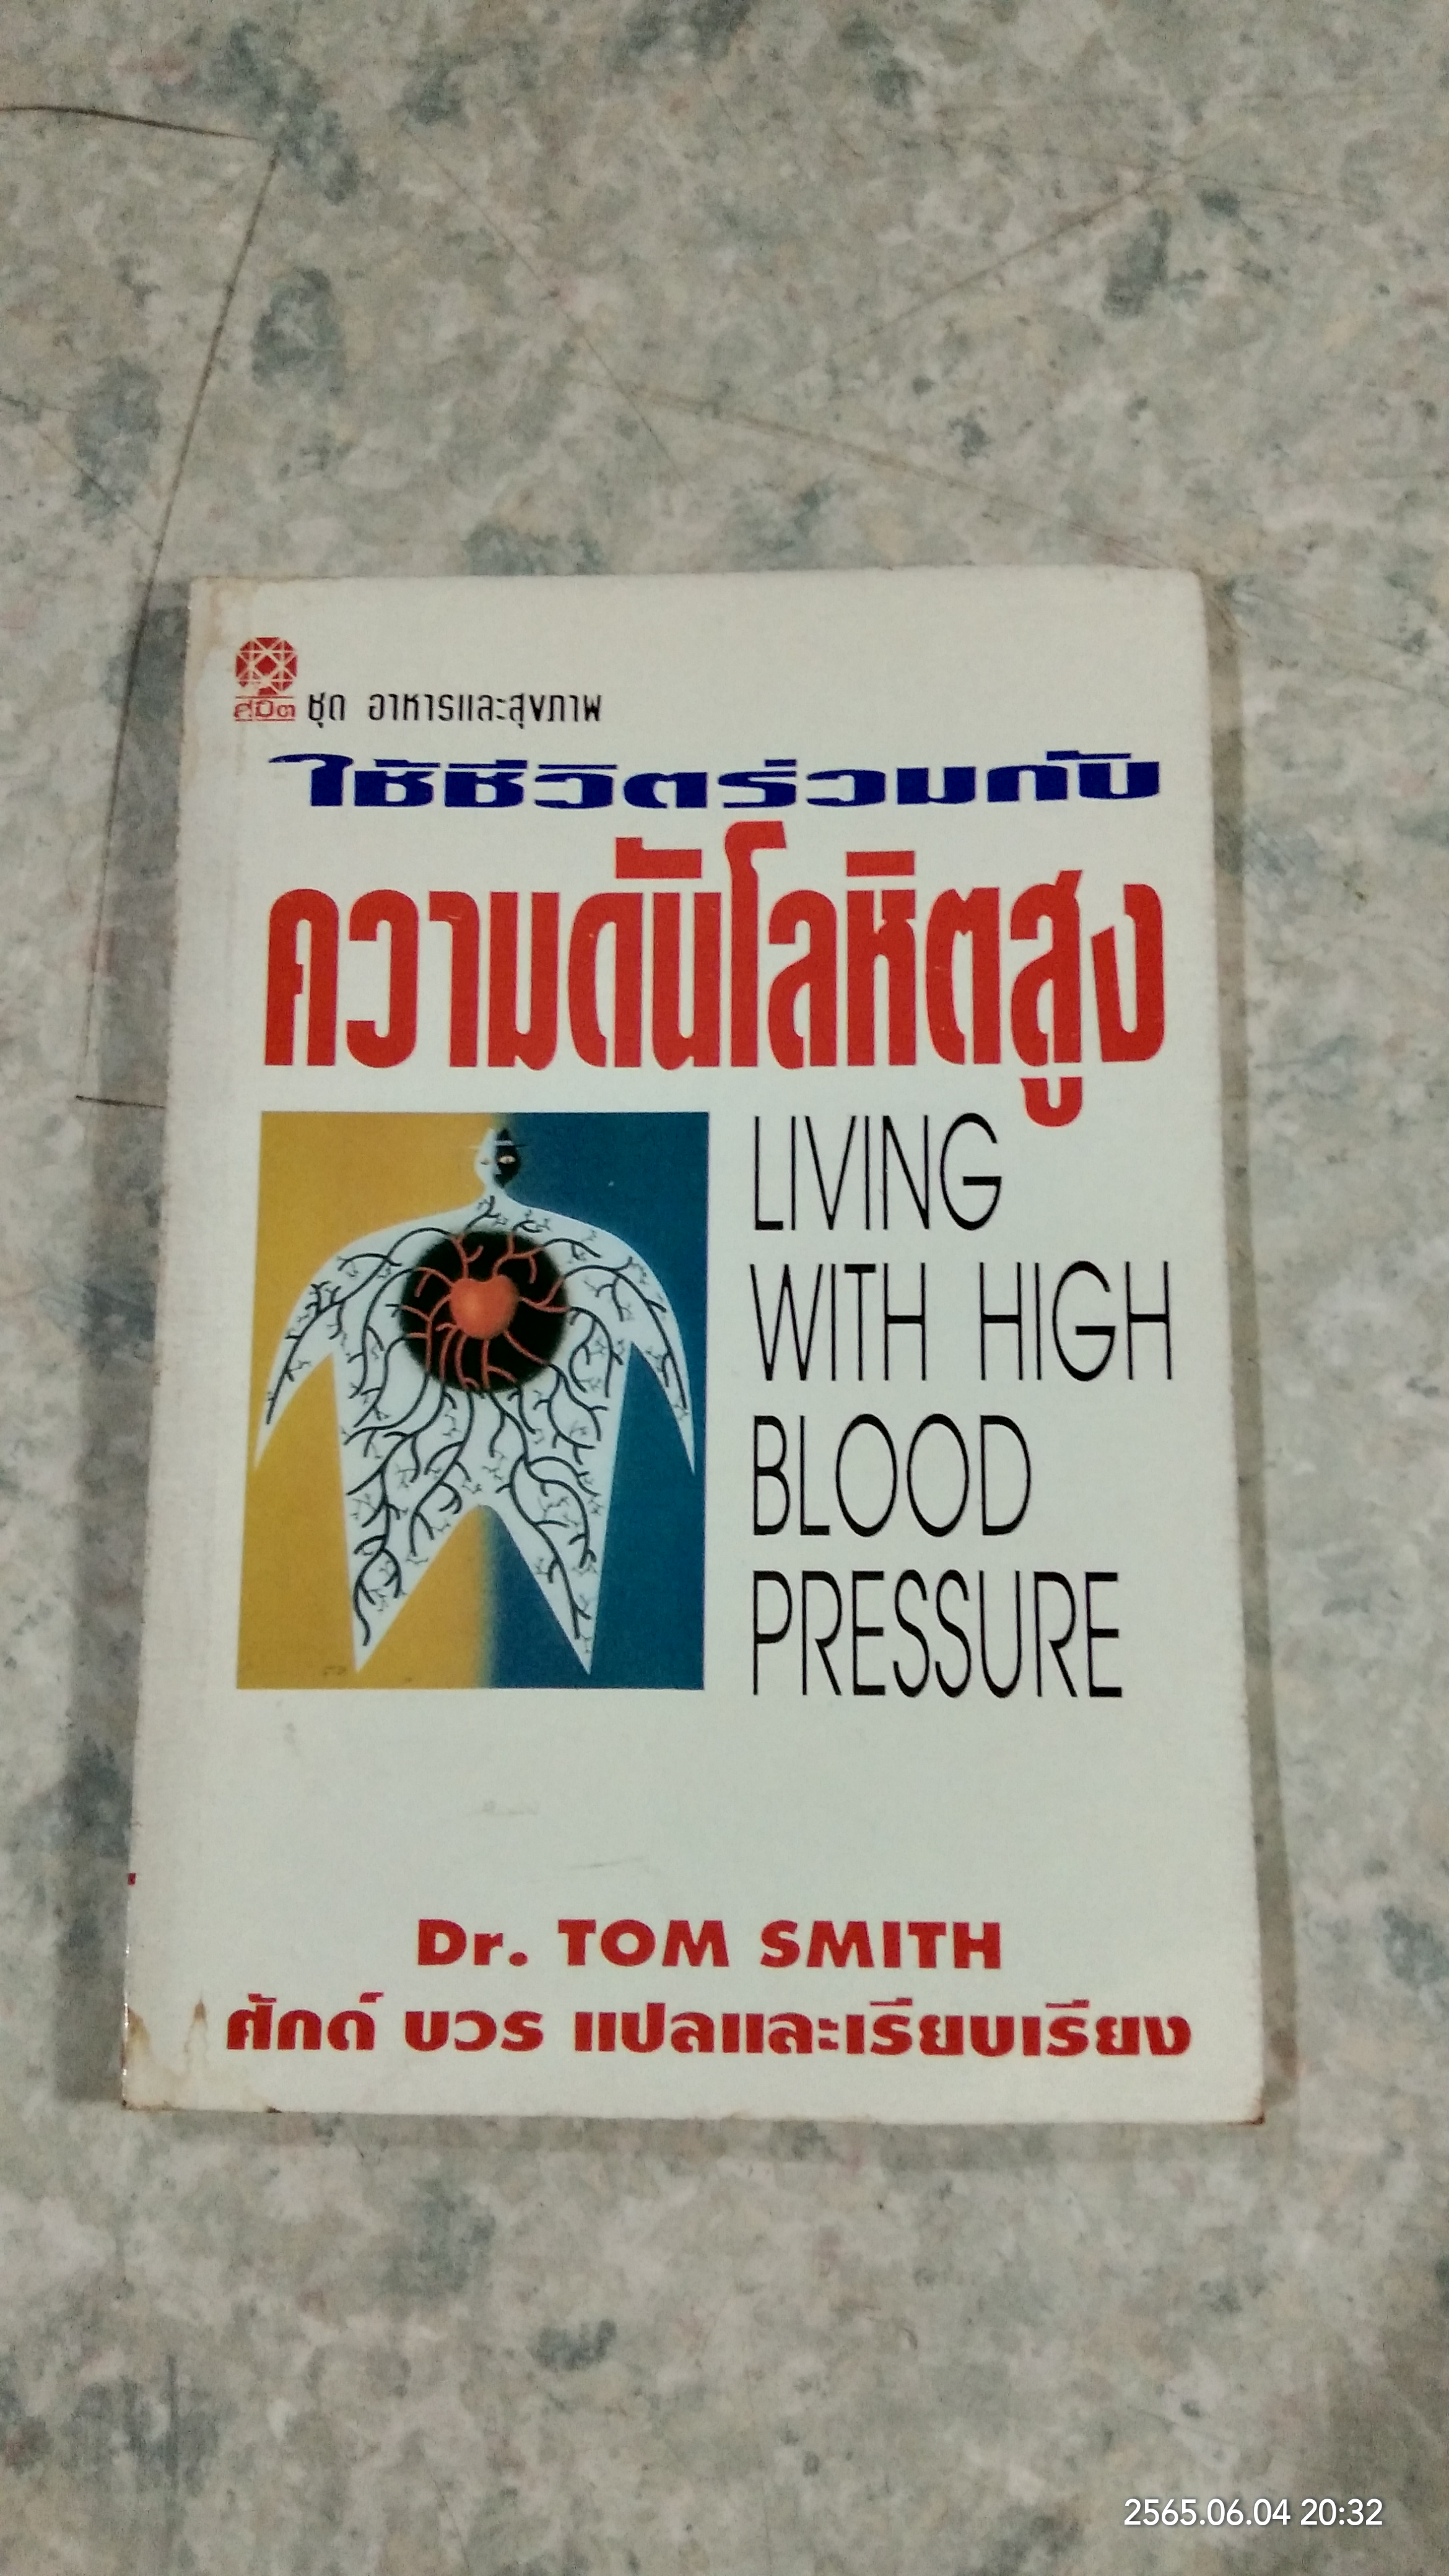 สุขิต ชุด อาหารและสุขภาพ
ใช้ชีวิตร่วมกับ
ความดันโลหิตสูง
LIVING
WITH HIGH
BLOOD
PRESSURE
Dr. TOM SMITH
ศักดิ์ บวร แปลและเรียบเรียง
2565.06.04 20:32